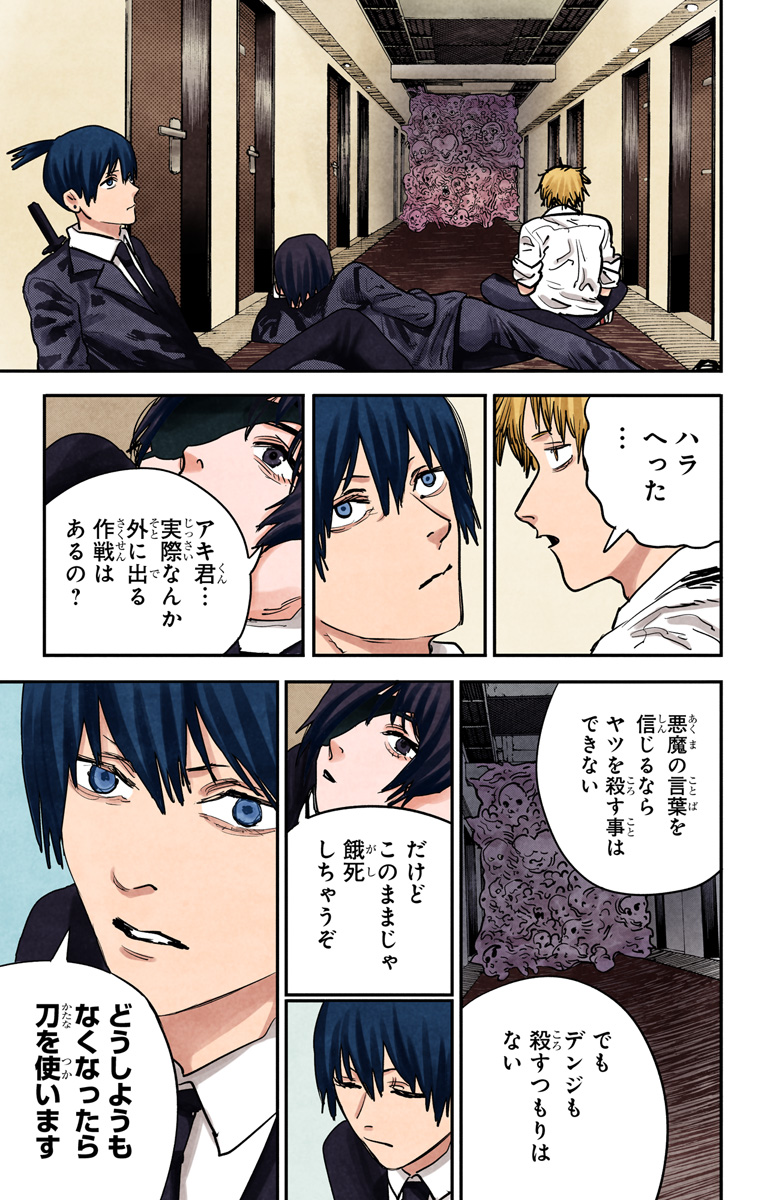 ハラ
へった
…
アキ君…
実際なんか
外に出る
作戦は
あるの?
悪魔の言葉を
信じるなら
ヤツを殺す事は
できない
でも
デンジも
殺すつもりは
ない
だけど
このままじゃ
餓死
しちゃうぞ
どうしようも
なくなったら
刀を使います